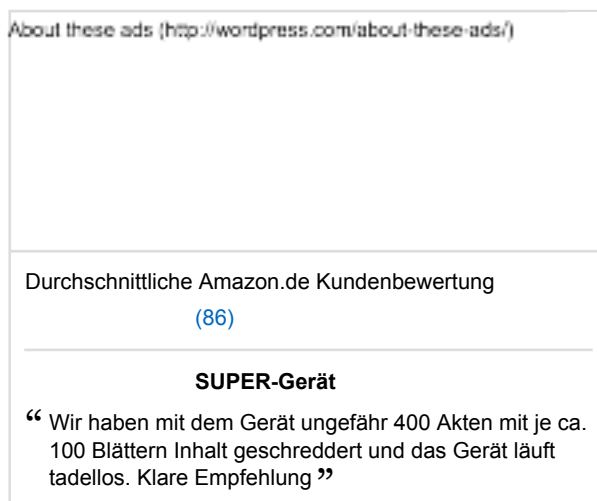 About these ads (http://wordpress.com/about-these-ads/)
Durchschnittliche Amazon.de Kundenbewertung
(86)
SUPER-Gerät
“ Wir haben mit dem Gerät ungefähr 400 Akten mit je ca.
100 Blättern Inhalt geschreddert und das Gerät läuft
tadellos. Klare Empfehlung ”